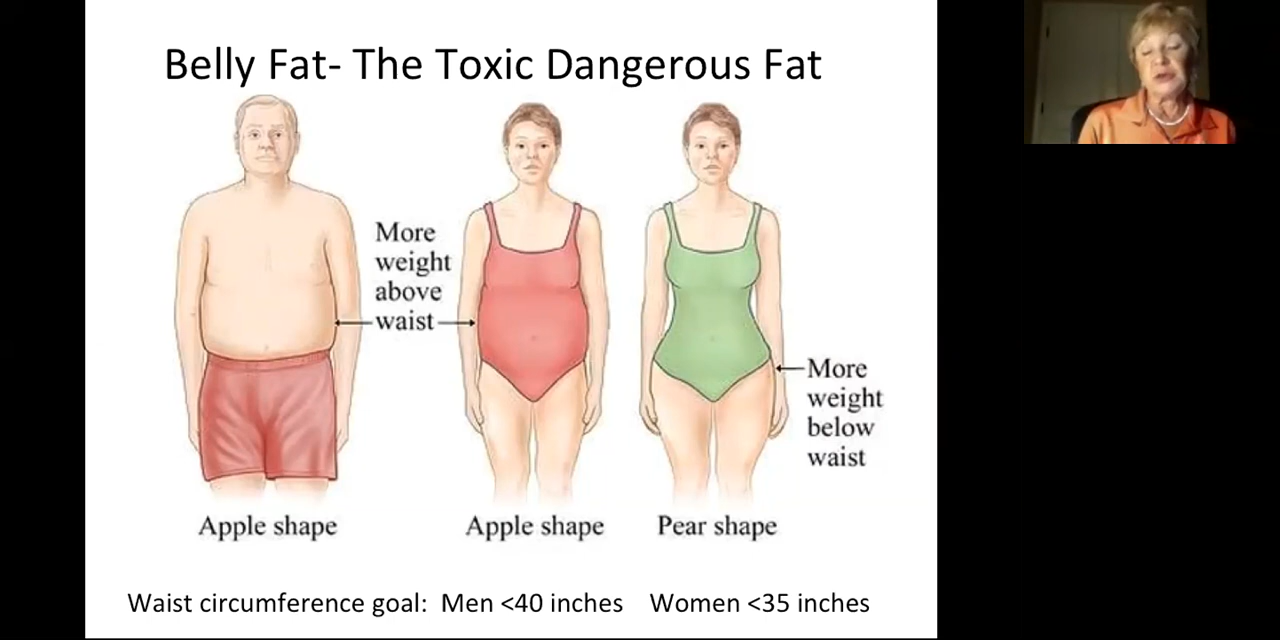 Belly Fat- The Toxic Dangerous Fat
More
weight
above
waist
More
weight
below
waist
Apple shape
Apple shape
Pear shape
Waist circumference goal:  Men <40 inches    Women <35 inches